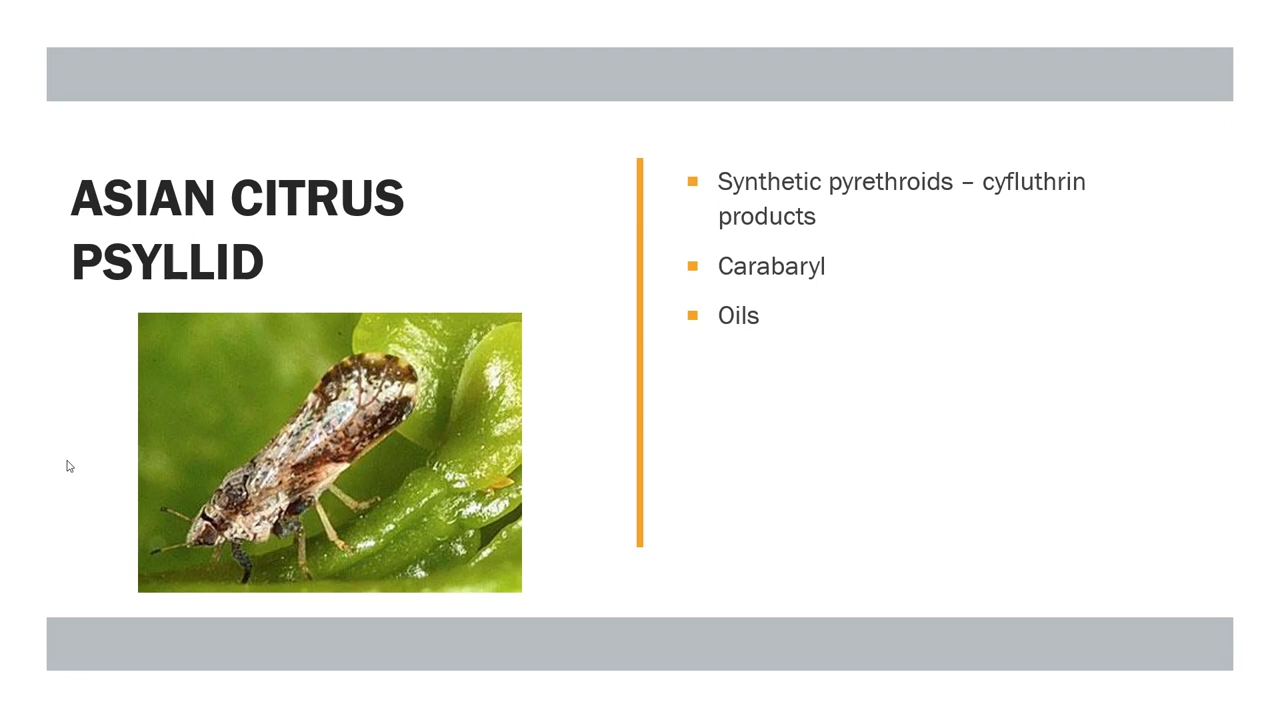 ASIAN CITRUS
PSYLLID
Synthetic pyrethroids – cyfluthrin
products
Carabaryl
Oils